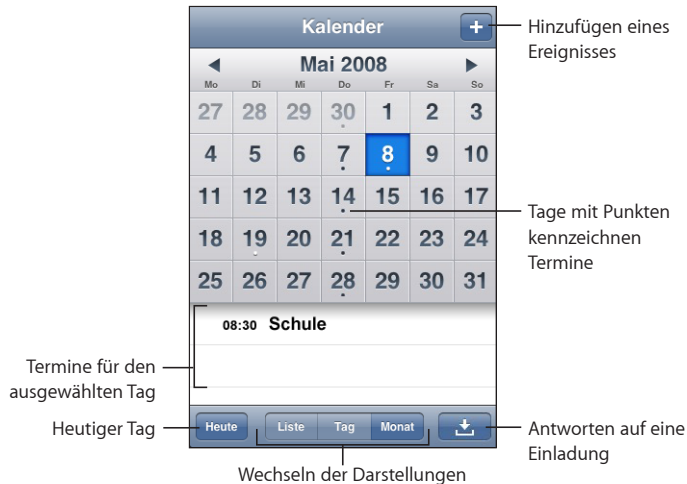 Kalender
+
Hinzufügen eines
Ereignisses
Mai 2008
Mo Di Mi Do Fr Sa So
27 28 29 30 1 2 3
4 5 6 7 8 9 10
11 12 13 14 15 16 17
Tage mit Punkten
kennzeichnen
Termine
18 19 20 21 22 23 24
25 26 27 28 29 30 31
08:30 Schule
Termine für den
ausgewählten Tag
Heutiger Tag
Heute Liste Tag Monat
Antworten auf eine
Einladung
Wechseln der Darstellungen